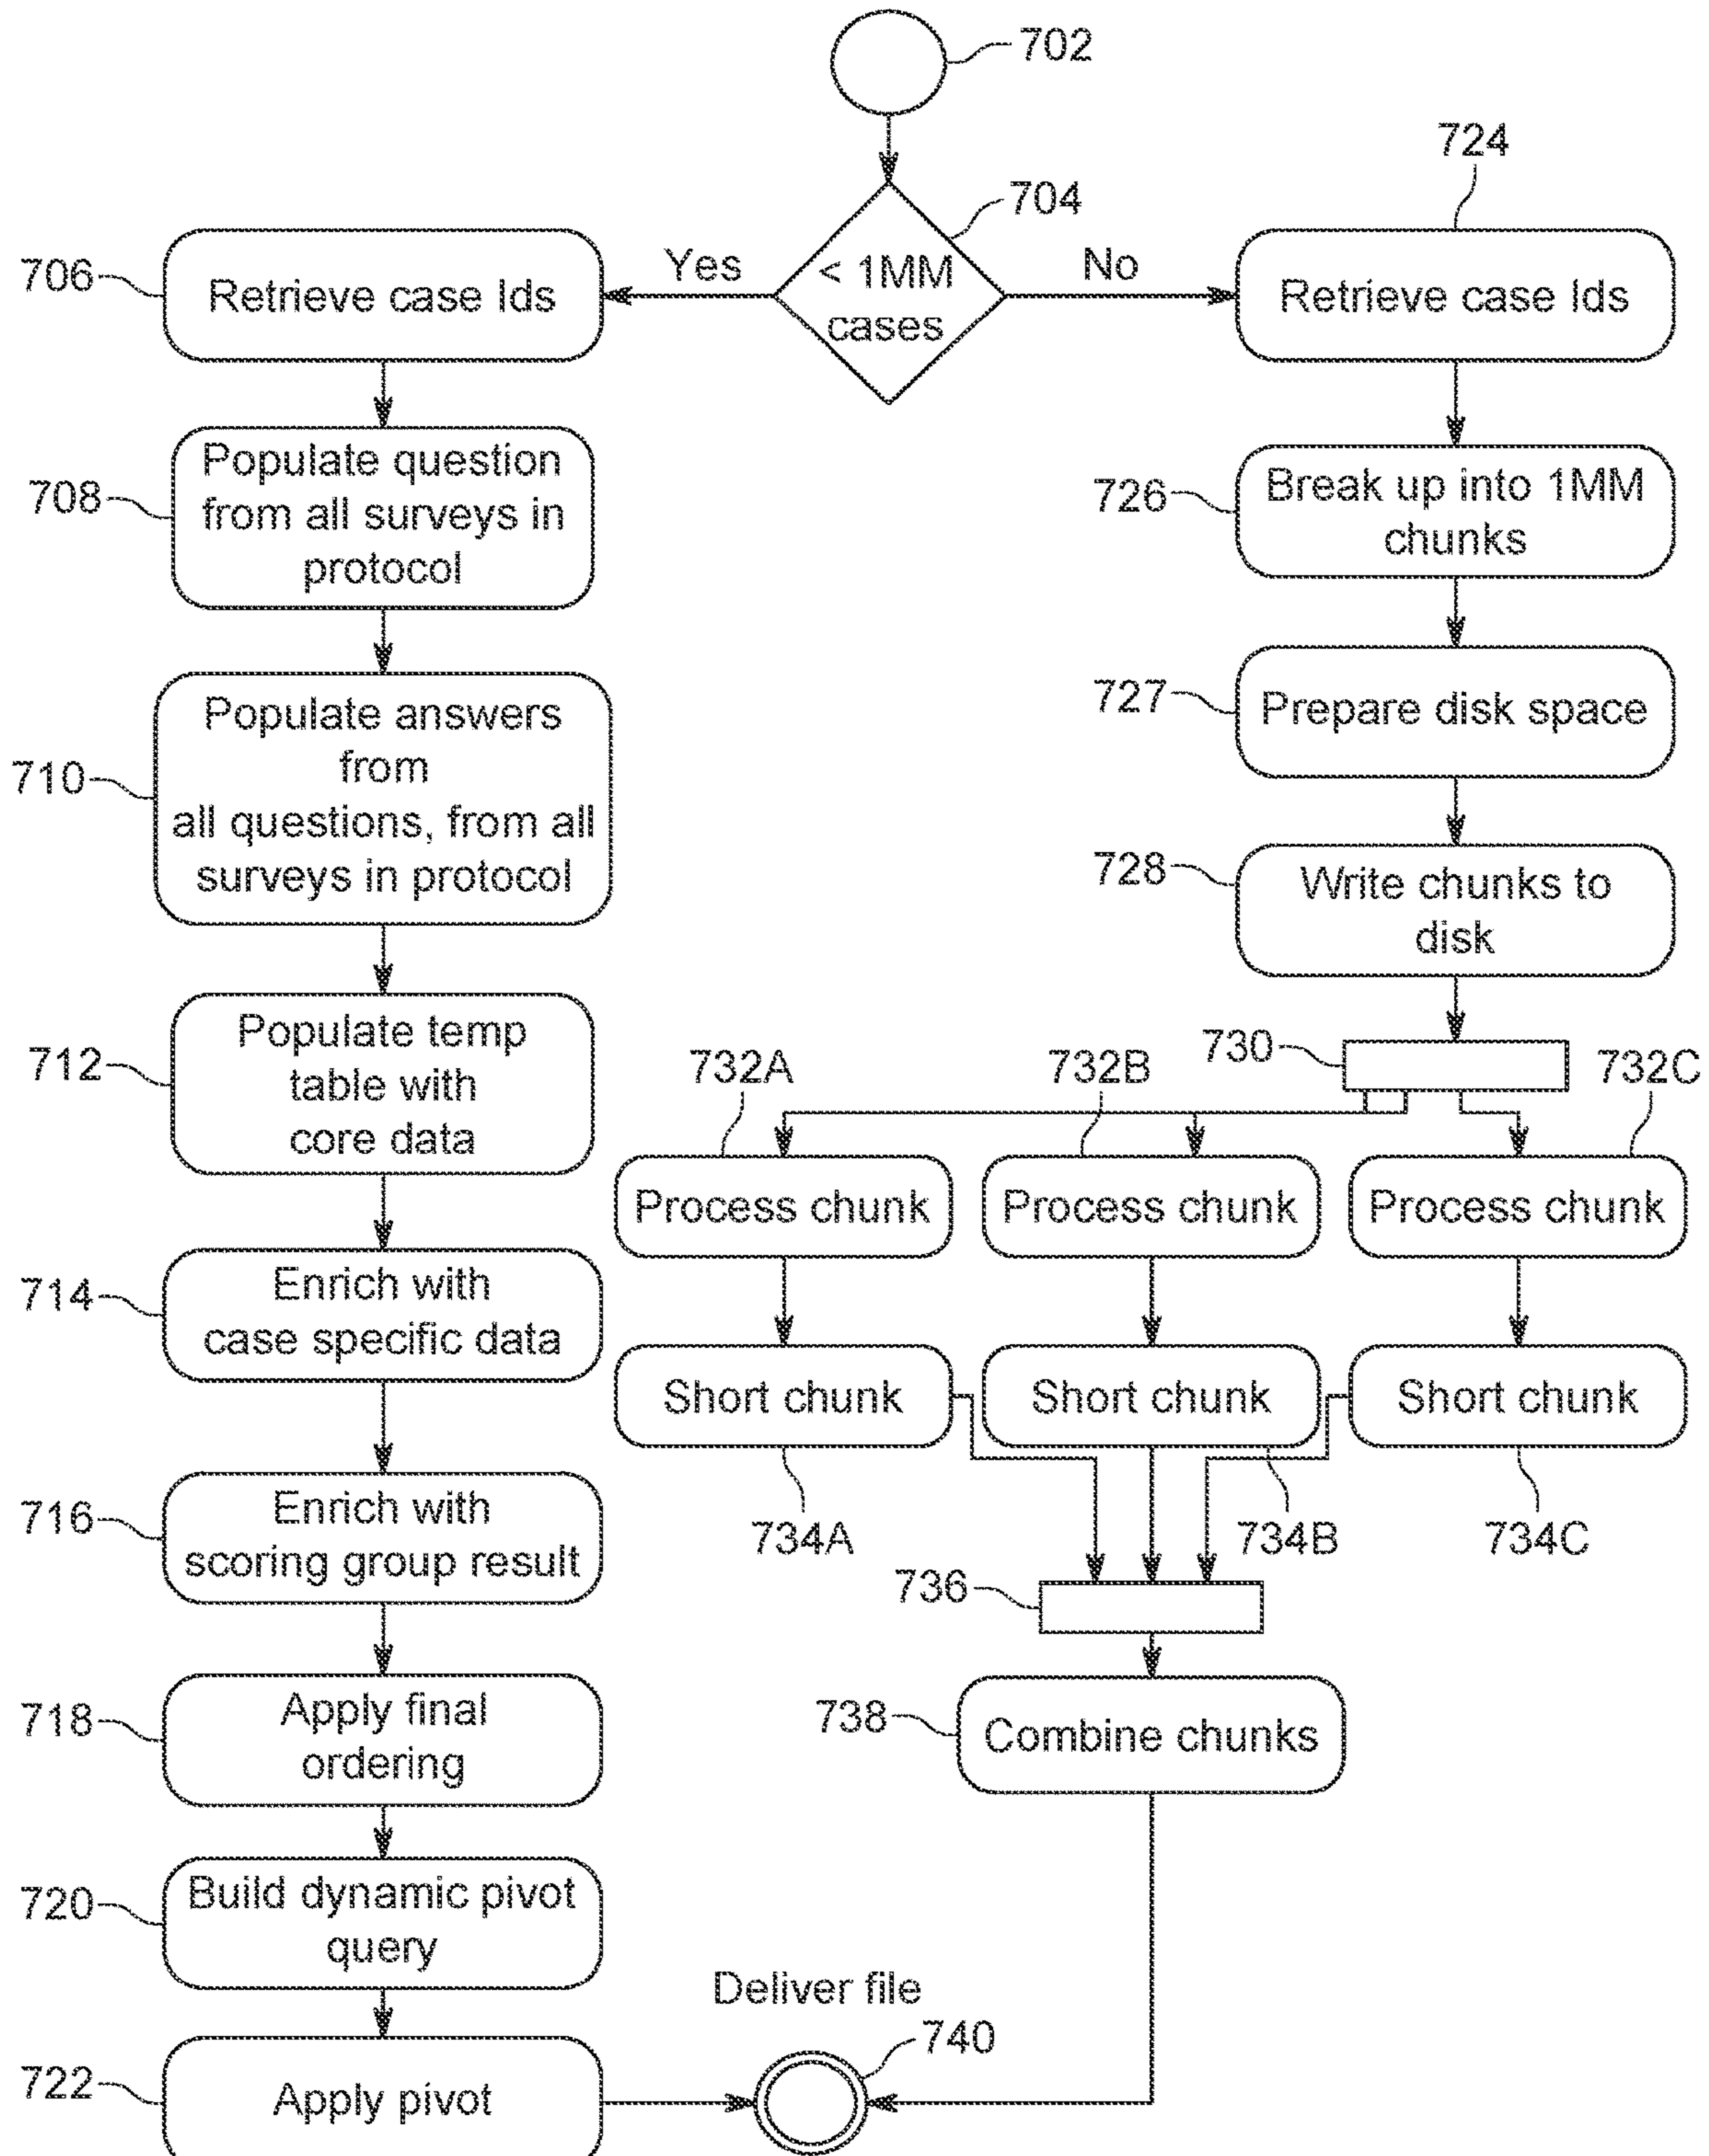 702
704
< 1MM
cases
Yes
No
706
Retrieve case Ids
708
Populate question
from all surveys in
protocol
710
Populate answers
from
all questions, from all
surveys in protocol
712
Populate temp
table with
core data
714
Enrich with
case specific data
716
Enrich with
scoring group result
718
Apply final
ordering
720
Build dynamic pivot
query
722
Apply pivot
724
Retrieve case Ids
726
Break up into 1MM
chunks
727
Prepare disk space
728
Write chunks to
disk
730
732A
732B
732C
Process chunk
Process chunk
Process chunk
Short chunk
Short chunk
Short chunk
734A
734B
734C
736
738
Combine chunks
Deliver file
740